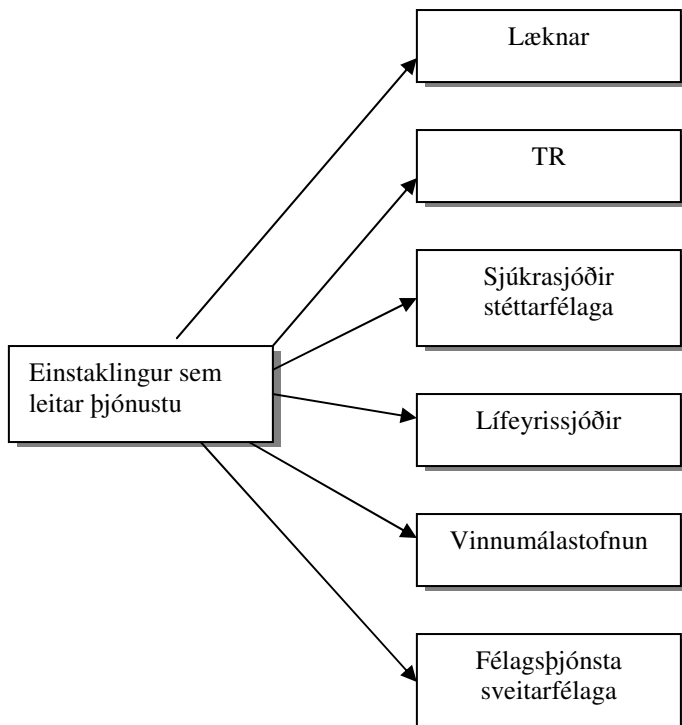 Læknar
TR
Sjúkrasjóðir
stéttarfélaga
Einstaklingur sem
leitar þjónustu
Lífeyrissjóðir
Vinnumálastofnun
Félagsþjónsta
sveitarfélaga